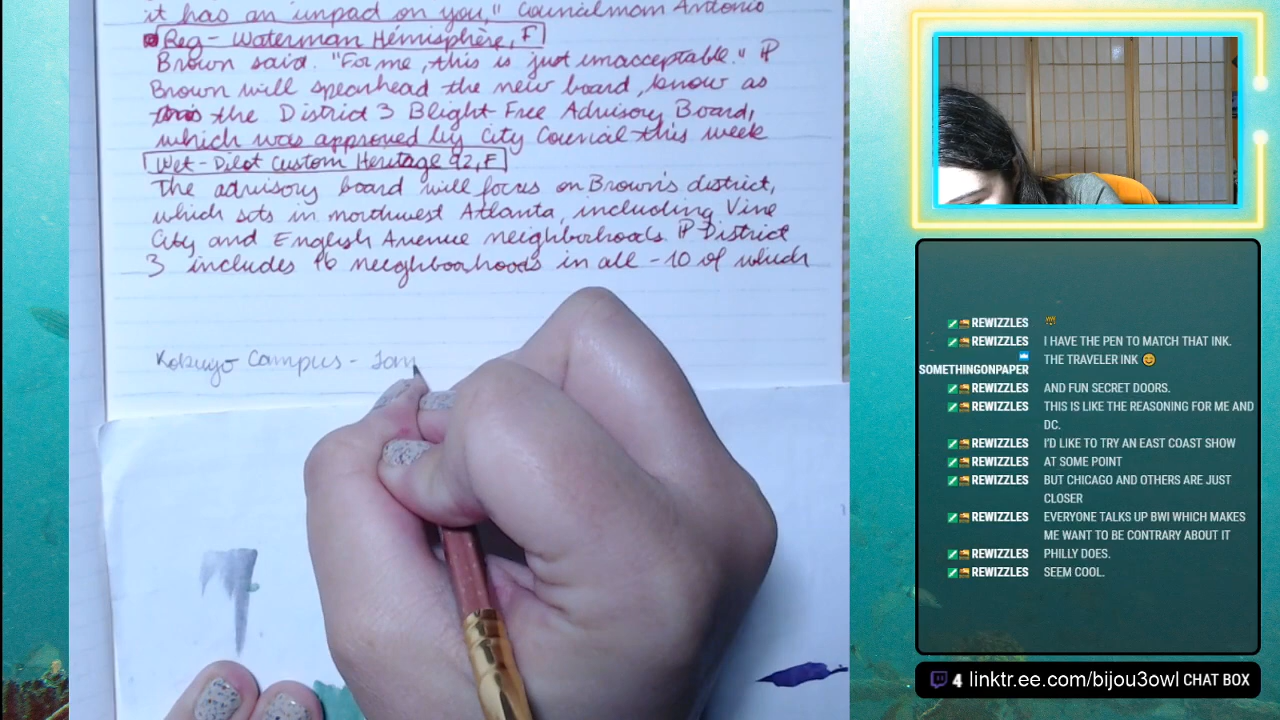 it has an unpad on you," Councilmom Antonio
Reg - Waterman Hémisphère, F
Brown said. "For me, this is just unacceptable." ¶
Brown will spearhead the new board, know as
the District 3 Blight Free Advisory Board,
which was approved by City Council this week
Wet - Pilot Custom Heritage 92, F
The advisory board will focus on Brown's district,
which sots in northwest Atlanta, including Vine
City and English Avenue neighborhoods. ¶ District
3 includes 16 neighboorhoods in all - 10 of which
Kokuyo Campus - Jam
REWIZZLES
REWIZZLES I HAVE THE PEN TO MATCH THAT INK.
SOMETHINGONPAPER THE TRAVELER INK
REWIZZLES AND FUN SECRET DOORS.
REWIZZLES THIS IS LIKE THE REASONING FOR ME AND
DC.
REWIZZLES I'D LIKE TO TRY AN EAST COAST SHOW
REWIZZLES AT SOME POINT
REWIZZLES BUT CHICAGO AND OTHERS ARE JUST
CLOSER
REWIZZLES EVERYONE TALKS UP BWI WHICH MAKES
ME WANT TO BE CONTRARY ABOUT IT
REWIZZLES PHILLY DOES.
REWIZZLES SEEM COOL.
4 linktr.ee.com/bijou3owl CHAT BOX